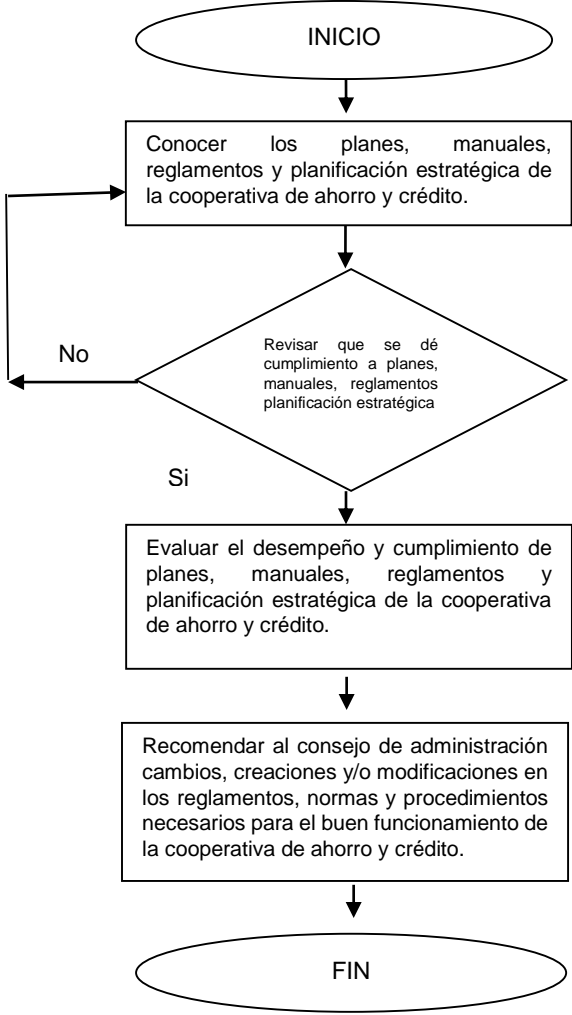 INICIO
Conocer los planes, manuales,
reglamentos y planificación estratégica de
la cooperativa de ahorro y crédito.
Revisar que se dé
cumplimiento a planes,
manuales, reglamentos
planificación estratégica
No
Si
Evaluar el desempeño y cumplimiento de
planes, manuales, reglamentos y
planificación estratégica de la cooperativa
de ahorro y crédito.
Recomendar al consejo de administración
cambios, creaciones y/o modificaciones en
los reglamentos, normas y procedimientos
necesarios para el buen funcionamiento de
la cooperativa de ahorro y crédito.
FIN